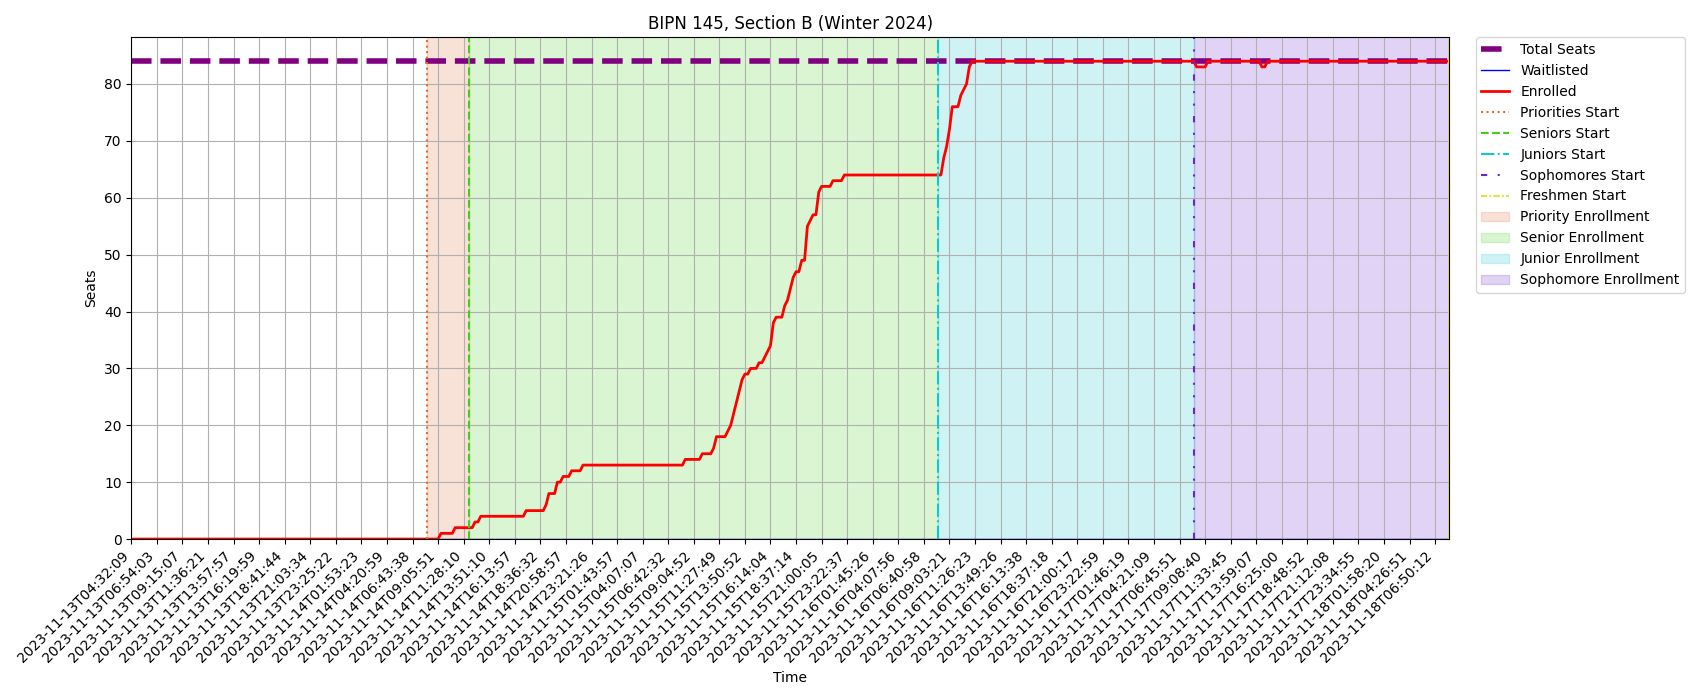 BIPN 145, Section B (Winter 2024)
Total Seats
Waitlisted
Enrolled
Priorities Start
Seniors Start
Juniors Start
Sophomores Start
Freshmen Start
Priority Enrollment
Senior Enrollment
Junior Enrollment
Sophomore Enrollment
Seats
80
70
60
50
40
30
20
10
0
2023-11-13T04:32:09
2023-11-13T06:54:03
2023-11-13T09:15:07
2023-11-13T11:36:21
2023-11-13T13:57:57
2023-11-13T16:19:59
2023-11-13T18:41:44
2023-11-13T21:03:34
2023-11-13T23:25:22
2023-11-14T01:53:23
2023-11-14T04:20:59
2023-11-14T06:43:38
2023-11-14T09:05:51
2023-11-14T11:28:10
2023-11-14T13:51:10
2023-11-14T16:13:57
2023-11-14T18:36:32
2023-11-14T20:58:57
2023-11-14T23:21:26
2023-11-15T01:43:57
2023-11-15T04:07:07
2023-11-15T06:42:32
2023-11-15T09:04:52
2023-11-15T11:27:49
2023-11-15T13:50:52
2023-11-15T16:14:04
2023-11-15T18:37:14
2023-11-15T21:00:05
2023-11-15T23:22:37
2023-11-16T01:45:26
2023-11-16T04:07:56
2023-11-16T06:40:58
2023-11-16T09:03:21
2023-11-16T11:26:23
2023-11-16T13:49:26
2023-11-16T16:13:38
2023-11-16T18:37:18
2023-11-16T21:00:17
2023-11-16T23:22:59
2023-11-17T01:46:19
2023-11-17T04:21:09
2023-11-17T06:45:51
2023-11-17T09:08:40
2023-11-17T11:33:45
2023-11-17T13:59:07
2023-11-17T16:25:00
2023-11-17T18:48:52
2023-11-17T21:12:08
2023-11-17T23:34:55
2023-11-18T01:58:20
2023-11-18T04:26:51
2023-11-18T06:50:12
Time